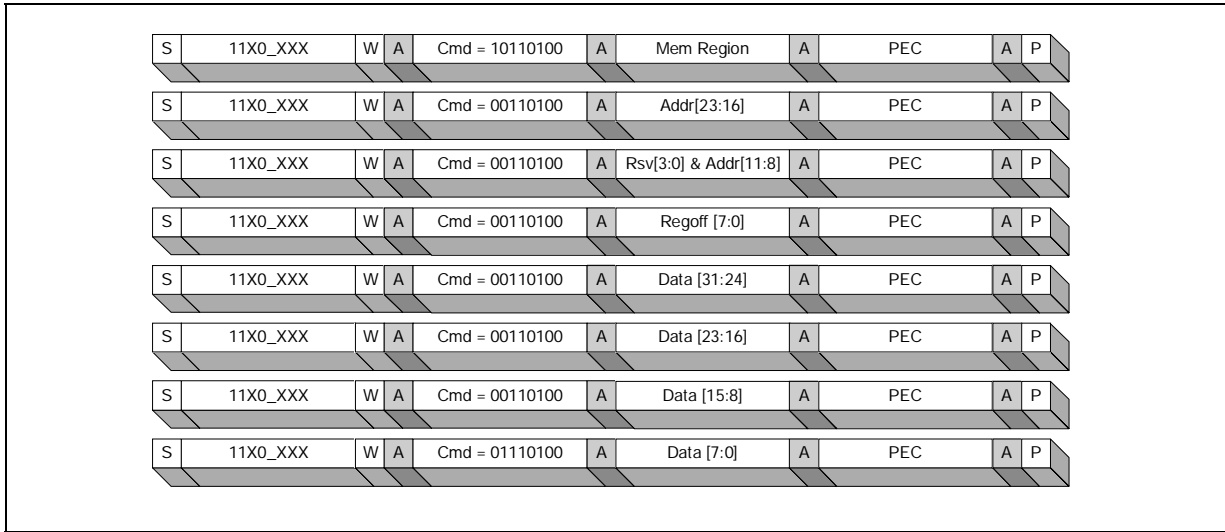 S 11X0_XXX W A Cmd = 10110100 A Mem Region A PEC A P
S 11X0_XXX W A Cmd = 00110100 A Addr[23:16] A PEC A P
S 11X0_XXX W A Cmd = 00110100 A Rsv[3:0] & Addr[11:8] A PEC A P
S 11X0_XXX W A Cmd = 00110100 A Regoff [7:0] A PEC A P
S 11X0_XXX W A Cmd = 00110100 A Data [31:24] A PEC A P
S 11X0_XXX W A Cmd = 00110100 A Data [23:16] A PEC A P
S 11X0_XXX W A Cmd = 00110100 A Data [15:8] A PEC A P
S 11X0_XXX W A Cmd = 01110100 A Data [7:0] A PEC A P